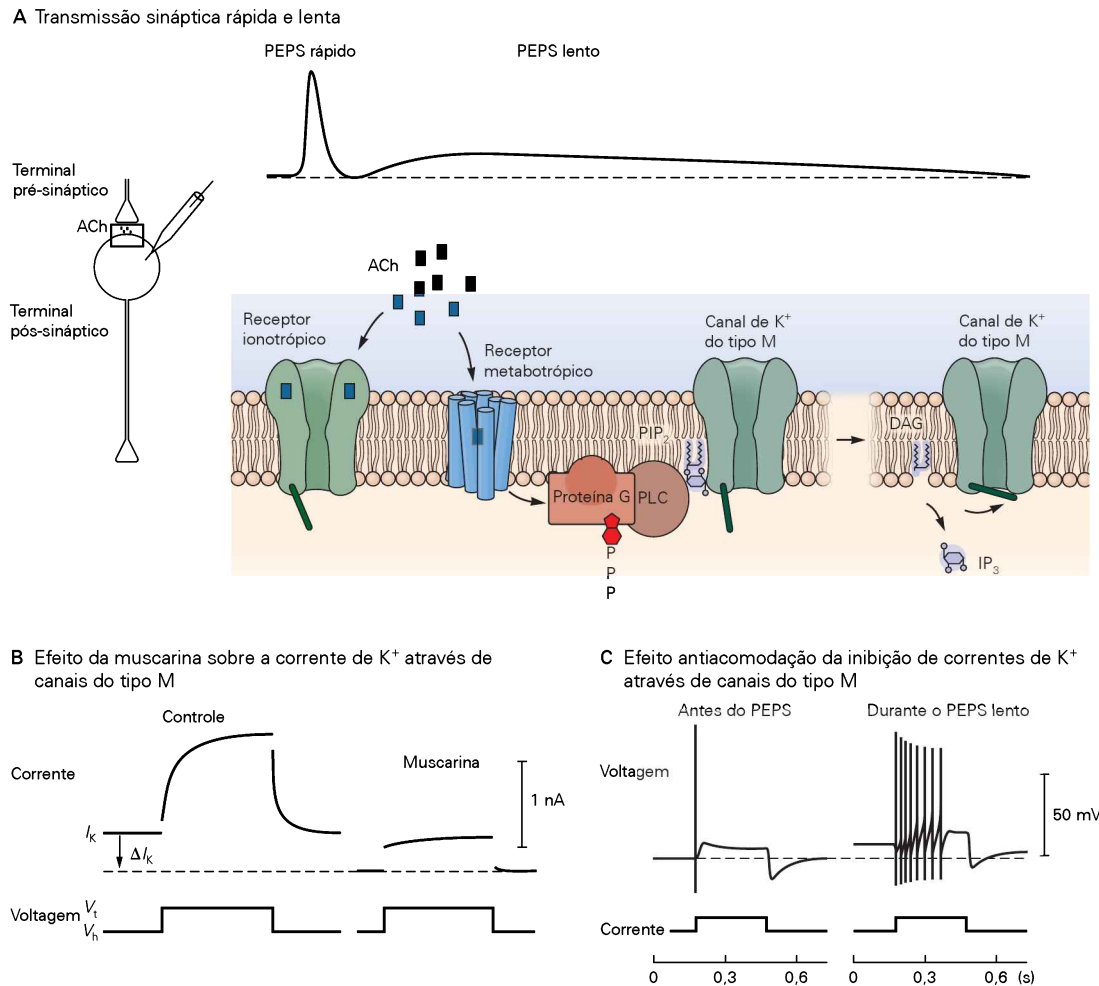 A Transmissão sináptica rápida e lenta
PEPS rápido
PEPS lento
Terminal
pré-sináptico
ACh
Terminal
pós-sináptico
ACh
Receptor
ionotrópico
Receptor
metabotrópico
Canal de K⁺
do tipo M
Canal de K⁺
do tipo M
PIP₂
DAG
Proteína G
PLC
P
P
P
IP₃
B Efeito da muscarina sobre a corrente de K⁺ através de
canais do tipo M
Controle
Muscarina
Corrente
1 nA
I_K
ΔI_K
Voltagem
V_t
V_h
C Efeito antiacomodação da inibição de correntes de K⁺
através de canais do tipo M
Antes do PEPS
Durante o PEPS lento
Voltagem
50 mV
Corrente
0 0,3 0,6 0 0,3 0,6 (s)